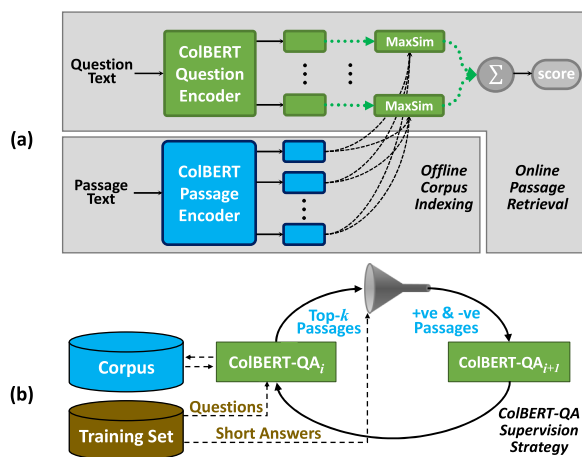 (a)
Question
Text
ColBERT
Question
Encoder
MaxSim
MaxSim
∑
score
Passage
Text
ColBERT
Passage
Encoder
Offline
Corpus
Indexing
Online
Passage
Retrieval
(b)
Top-k
Passages
+ve & -ve
Passages
Corpus
ColBERT-QAi
ColBERT-QAi+1
Questions
Training Set
Short Answers
ColBERT-QA
Supervision
Strategy